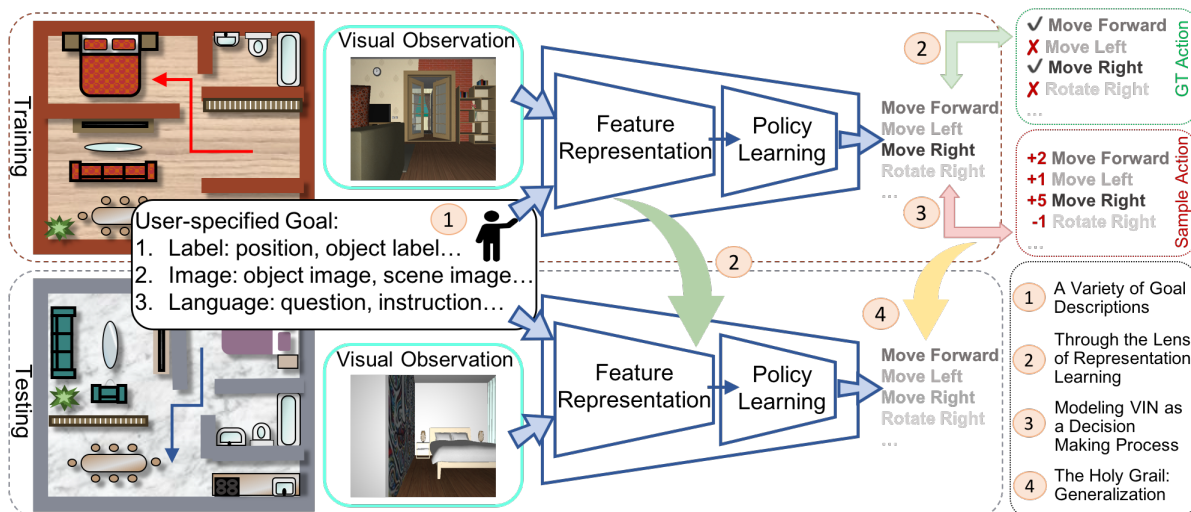 Training
Visual Observation
Feature
Representation
Policy
Learning
Move Forward
Move Left
Move Right
Rotate Right
...
2
✓ Move Forward
✗ Move Left
✓ Move Right
✗ Rotate Right
...
GT Action
3
+2 Move Forward
+1 Move Left
+5 Move Right
-1 Rotate Right
...
Sample Action
User-specified Goal:
1
1. Label: position, object label…
2. Image: object image, scene image…
3. Language: question, instruction…
2
4
Testing
Visual Observation
Feature
Representation
Policy
Learning
Move Forward
Move Left
Move Right
Rotate Right
...
1 A Variety of Goal
Descriptions
2 Through the Lens
of Representation
Learning
3 Modeling VIN as
a Decision
Making Process
4 The Holy Grail:
Generalization